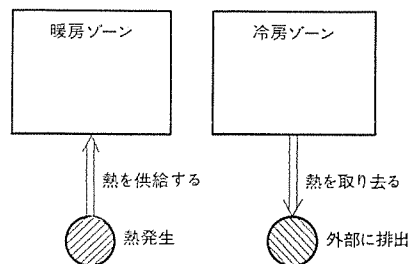 暖房ゾーン
冷房ゾーン
熱を供給する
熱を取り去る
熱発生
外部に排出